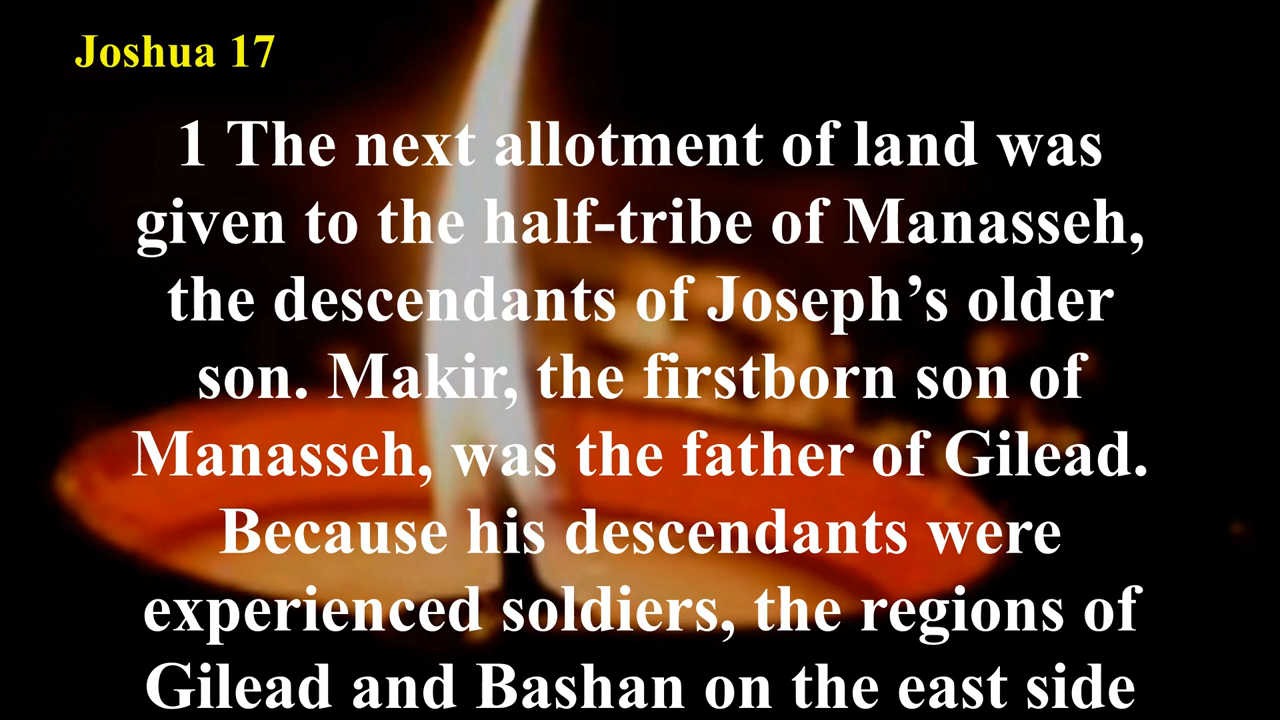 Joshua 17
1 The next allotment of land was
given to the half-tribe of Manasseh,
the descendants of Joseph’s older
son. Makir, the firstborn son of
Manasseh, was the father of Gilead.
Because his descendants were
experienced soldiers, the regions of
Gilead and Bashan on the east side